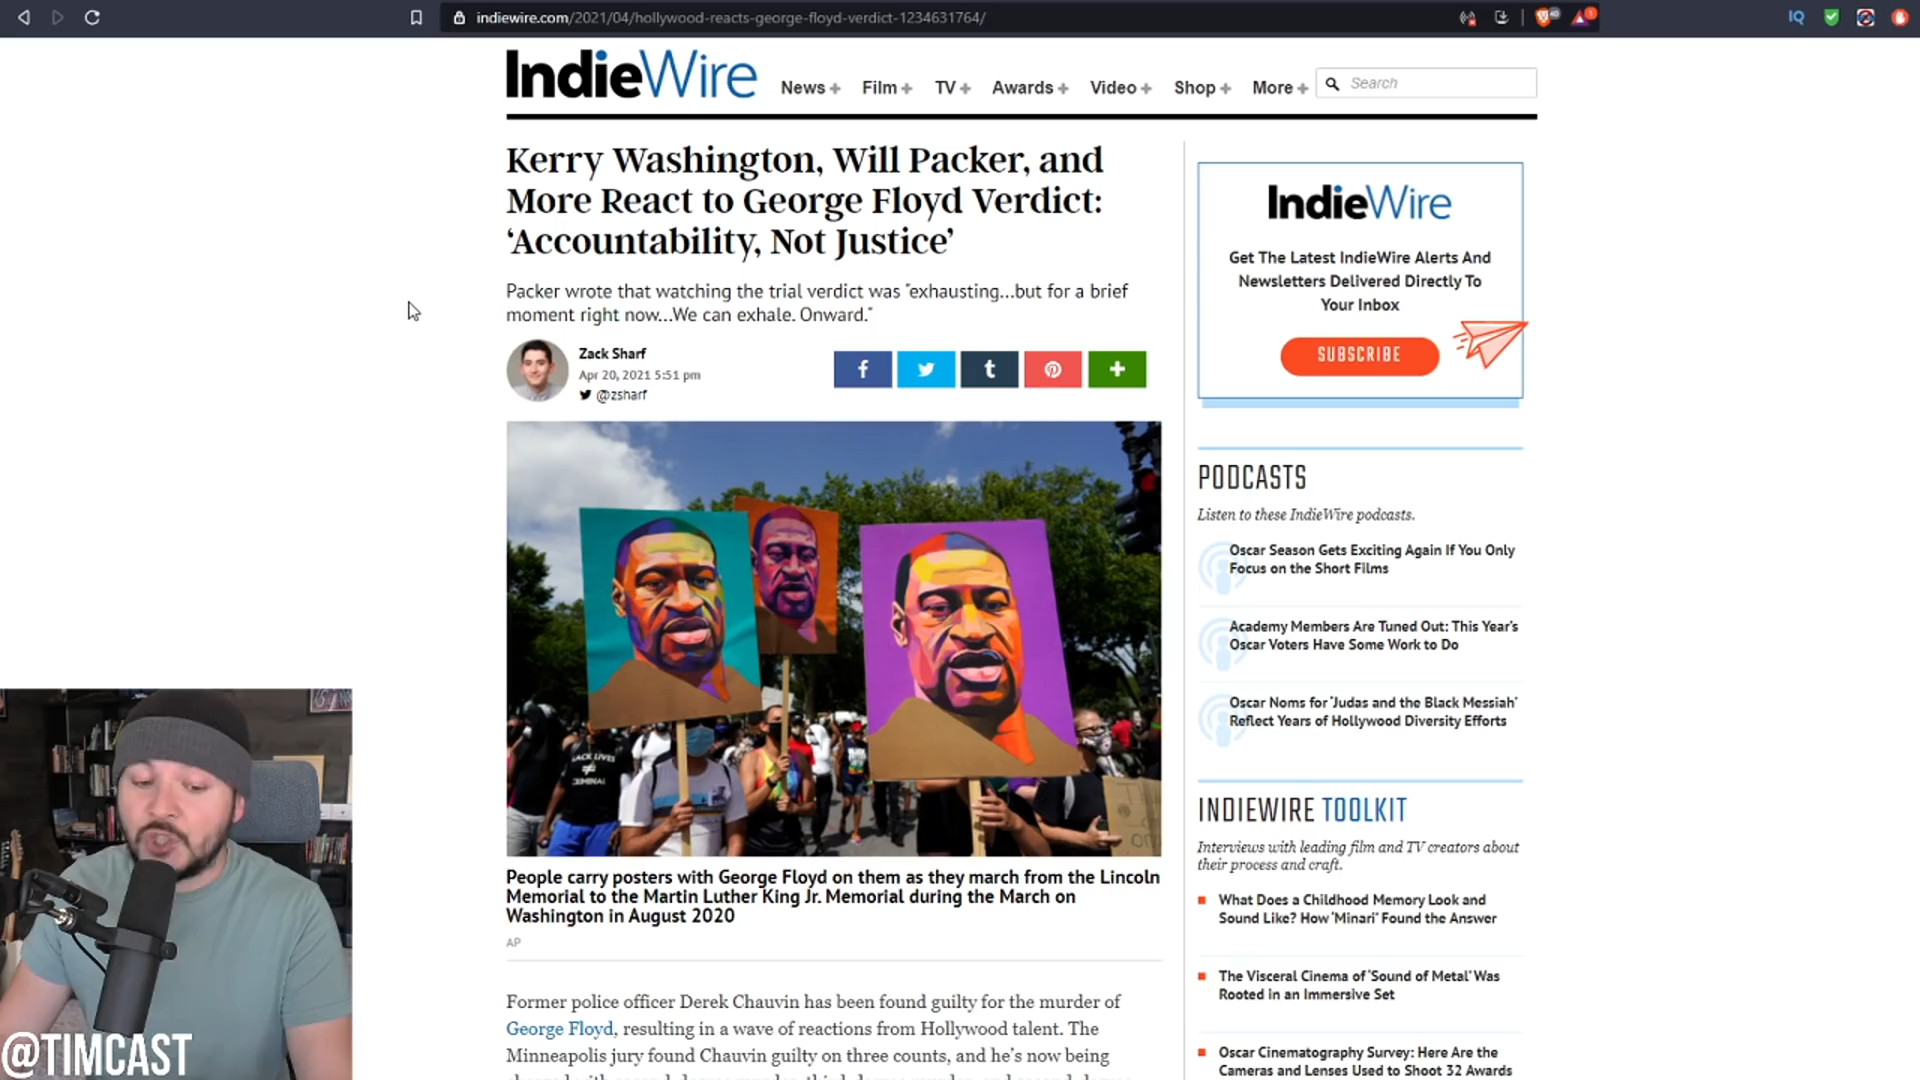 indiewire.com/2021/04/hollywood-reacts-george-floyd-verdict-1234631764/
IQ
IndieWire
News+
Film+
TV+
Awards+
Video+
Shop+
More+
Search
Kerry Washington, Will Packer, and
More React to George Floyd Verdict:
‘Accountability, Not Justice’
Packer wrote that watching the trial verdict was "exhausting...but for a brief
moment right now...We can exhale. Onward."
Zack Sharf
Apr 20, 2021 5:51 pm
@zsharf
IndieWire
Get The Latest IndieWire Alerts And
Newsletters Delivered Directly To
Your Inbox
SUBSCRIBE
PODCASTS
Listen to these IndieWire podcasts.
Oscar Season Gets Exciting Again If You Only
Focus on the Short Films
Academy Members Are Tuned Out: This Year's
Oscar Voters Have Some Work to Do
Oscar Noms for 'Judas and the Black Messiah'
Reflect Years of Hollywood Diversity Efforts
INDIEWIRE TOOLKIT
Interviews with leading film and TV creators about
their process and craft.
What Does a Childhood Memory Look and
Sound Like? How 'Minari' Found the Answer
The Visceral Cinema of 'Sound of Metal' Was
Rooted in an Immersive Set
Oscar Cinematography Survey: Here Are the
Cameras and Lenses Used to Shoot 32 Awards
People carry posters with George Floyd on them as they march from the Lincoln
Memorial to the Martin Luther King Jr. Memorial during the March on
Washington in August 2020
AP
Former police officer Derek Chauvin has been found guilty for the murder of
George Floyd, resulting in a wave of reactions from Hollywood talent. The
Minneapolis jury found Chauvin guilty on three counts, and he's now being
@TIMCAST